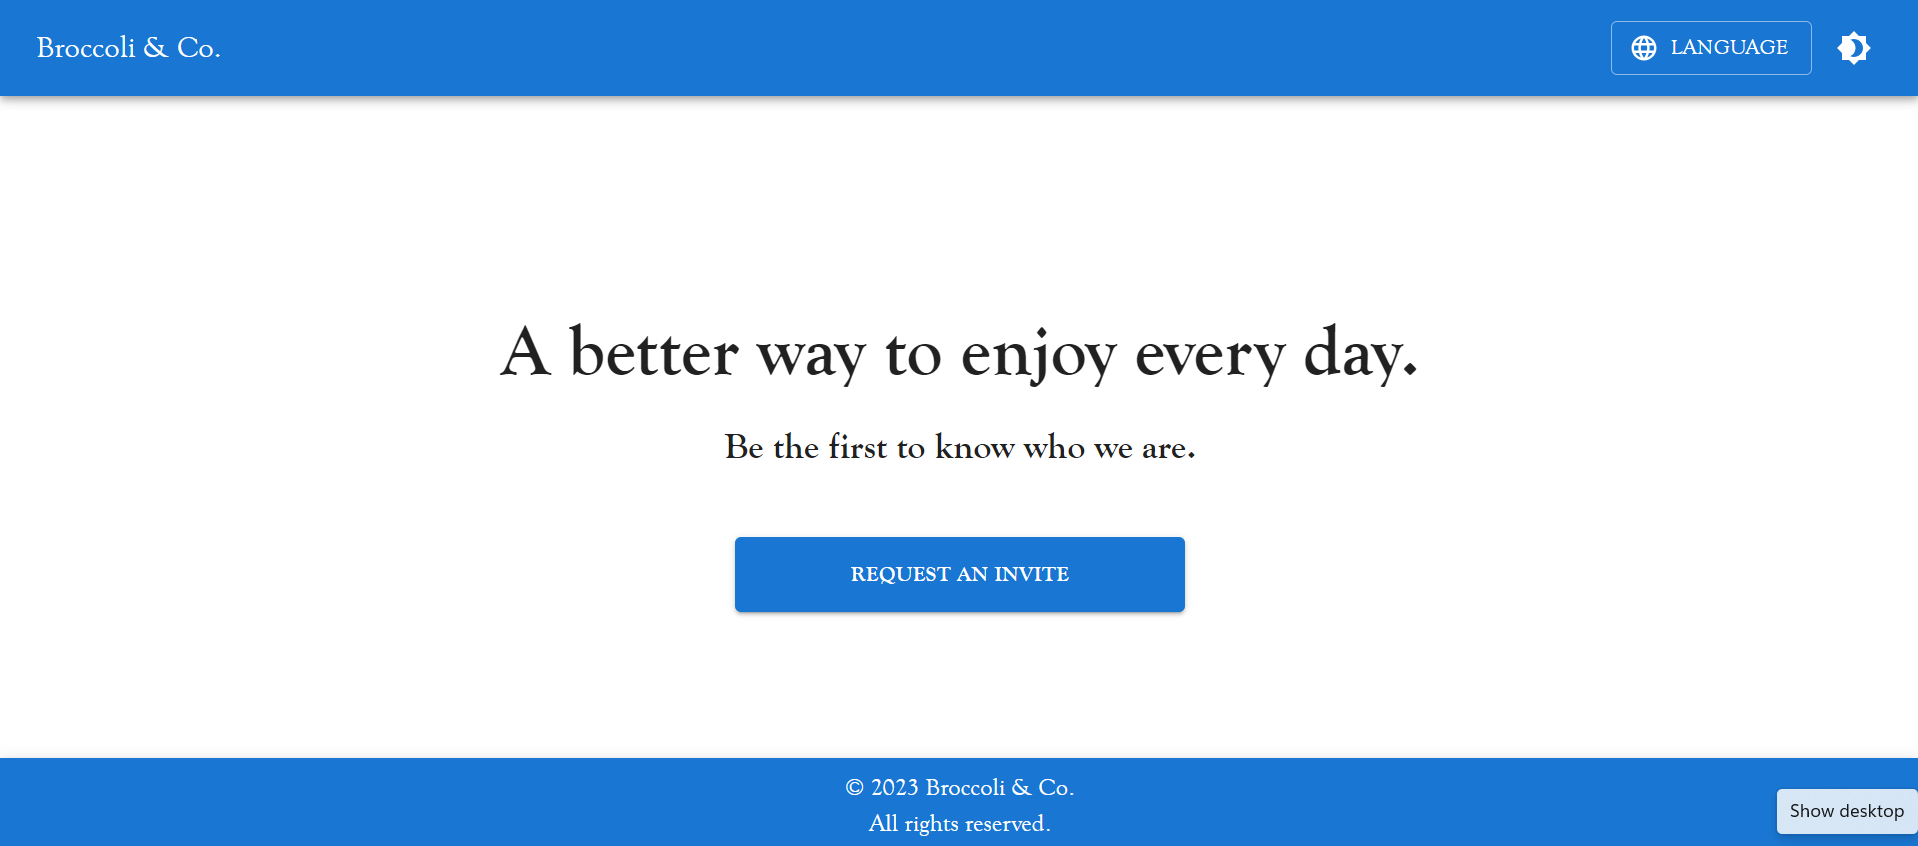 Broccoli & Co.
LANGUAGE
A better way to enjoy every day.
Be the first to know who we are.
REQUEST AN INVITE
© 2023 Broccoli & Co.
All rights reserved.
Show desktop